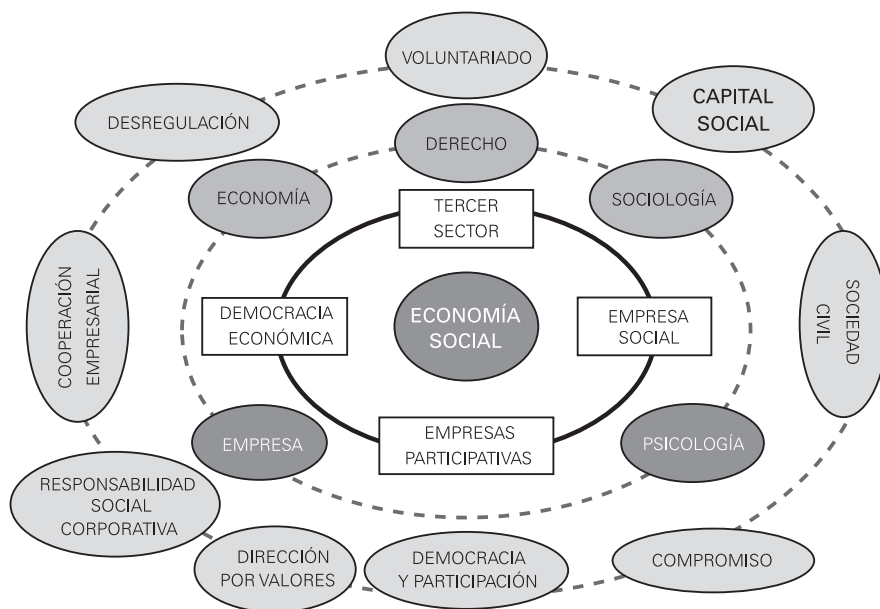 VOLUNTARIADO
DESREGULACIÓN
CAPITAL
SOCIAL
DERECHO
ECONOMÍA
SOCIOLOGÍA
TERCER
SECTOR
COOPERACIÓN
EMPRESARIAL
DEMOCRACIA
ECONÓMICA
ECONOMÍA
SOCIAL
EMPRESA
SOCIAL
SOCIEDAD
CIVIL
EMPRESA
EMPRESAS
PARTICIPATIVAS
PSICOLOGÍA
RESPONSABILIDAD
SOCIAL
CORPORATIVA
DIRECCIÓN
POR VALORES
DEMOCRACIA
Y PARTICIPACIÓN
COMPROMISO